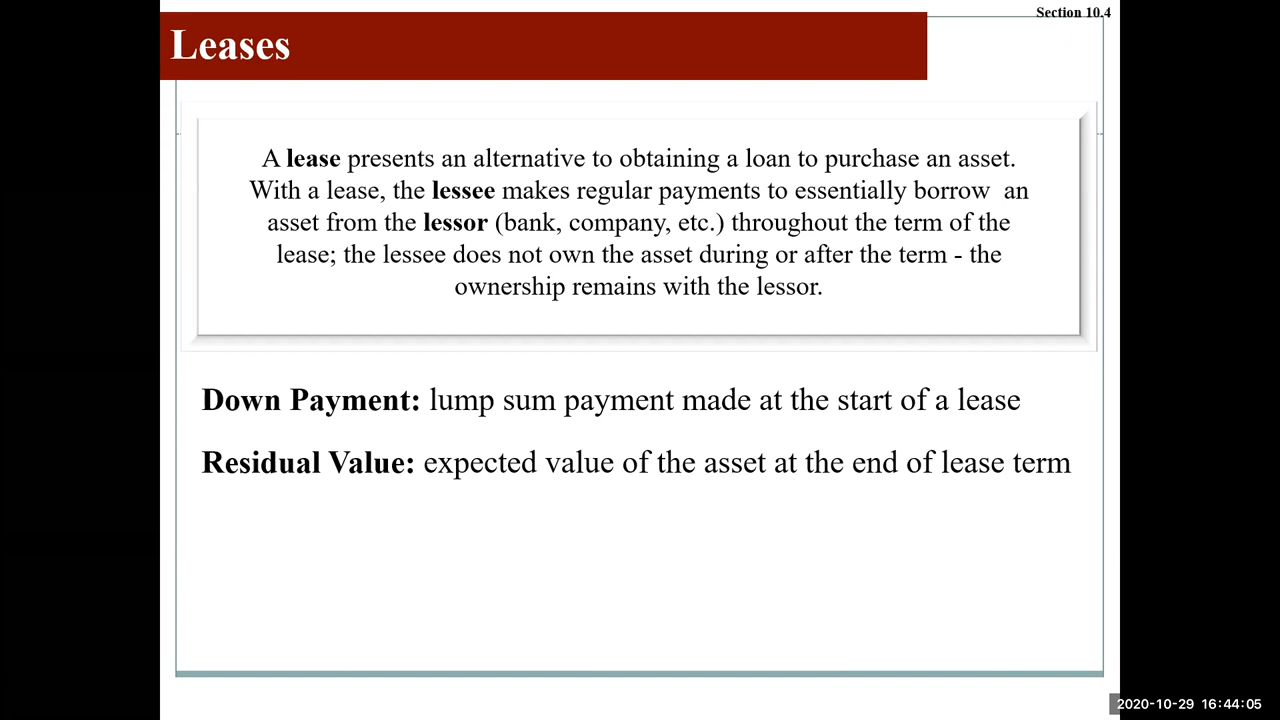 Section 10.4
Leases
A lease presents an alternative to obtaining a loan to purchase an asset.
With a lease, the lessee makes regular payments to essentially borrow an
asset from the lessor (bank, company, etc.) throughout the term of the
lease; the lessee does not own the asset during or after the term - the
ownership remains with the lessor.
Down Payment: lump sum payment made at the start of a lease
Residual Value: expected value of the asset at the end of lease term
2020-10-29 16:44:05